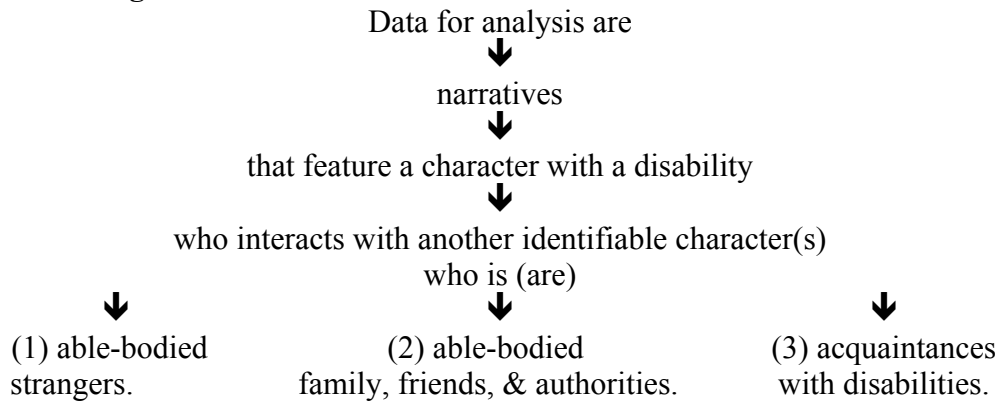 Data for analysis are
narratives
that feature a character with a disability
who interacts with another identifiable character(s)
who is (are)
(1) able-bodied
strangers.
(2) able-bodied
family, friends, & authorities.
(3) acquaintances
with disabilities.